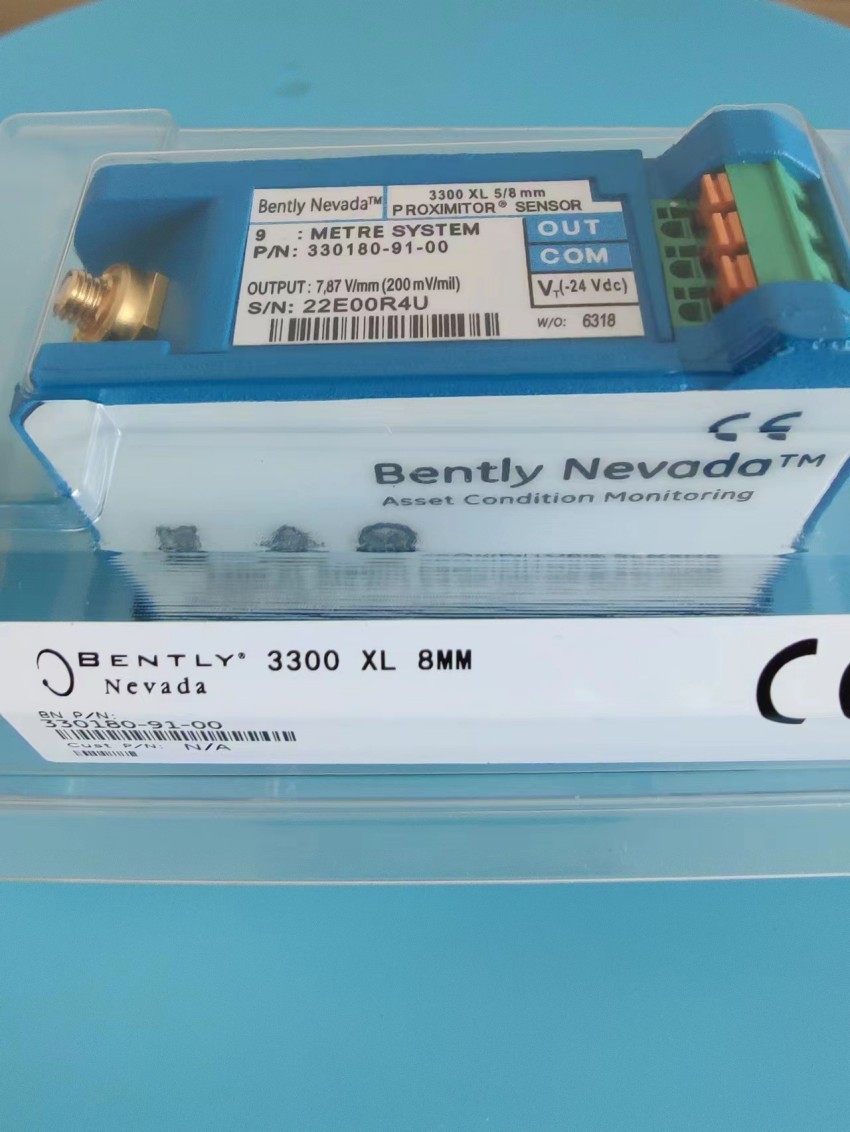 Bently Nevada™
3300 XL 5/8 mm
PROXIMITOR® SENSOR
9 : METRE SYSTEM
P/N: 330180-91-00
OUTPUT: 7,87 V/mm (200 mV/mil)
S/N: 22E00R4U
OUT
COM
VT(-24 Vdc)
W/O: 6318
CE
Bently Nevada™
Asset Condition Monitoring
BENTLY® 3300 XL 8MM
Nevada
BN P/N:
330180-91-00
Cust P/N: N/A